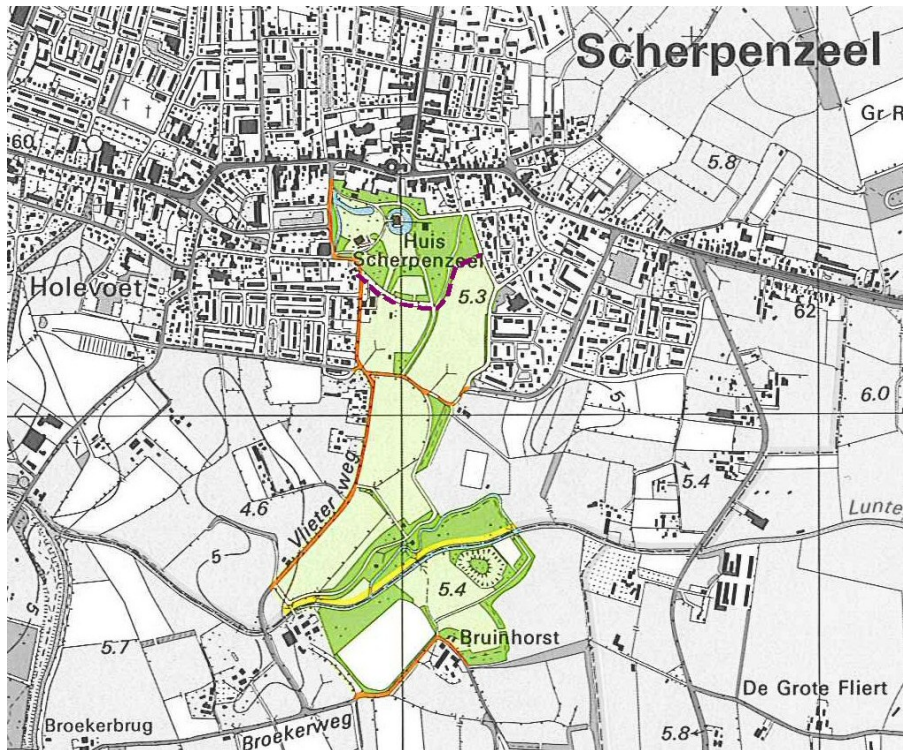 Scherpenzeel
Gr R
60
5.8
Huis
Scherpenzeel
Holevoet
5.3
62
6.0
5
Vlieter weg
4.6
5.4
Lunte
5
5
5.4
5.7
Bruinhorst
De Grote Fliert
Broekerbrug
Broekerweg
5.8